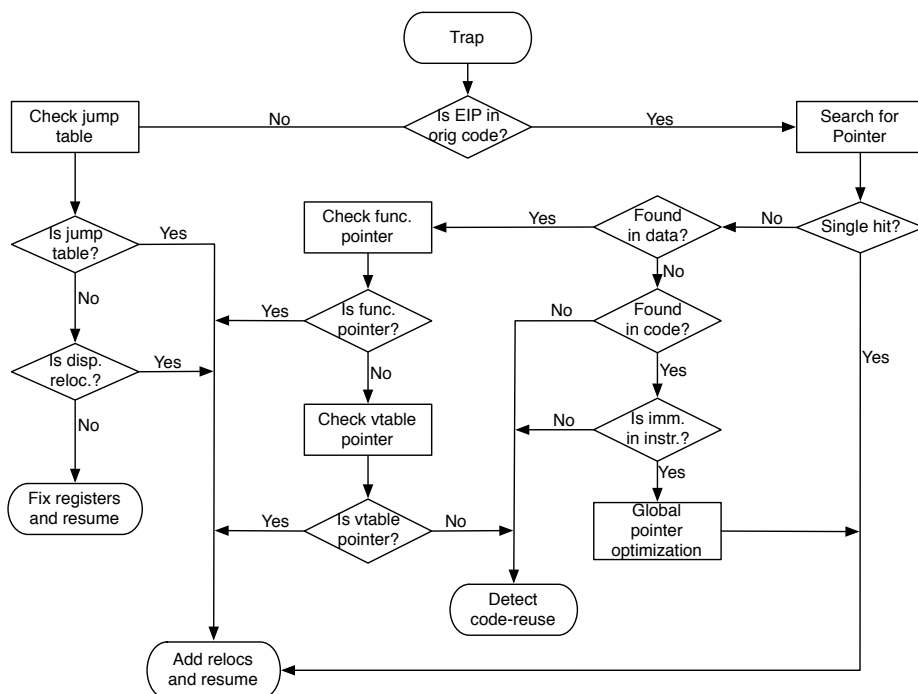 Trap
Check jump
table
No
Is EIP in
orig code?
Yes
Search for
Pointer
Is jump
table?
Yes
Check func.
pointer
Yes
Found
in data?
No
Single hit?
No
No
Yes
Is func.
pointer?
No
Found
in code?
Is disp.
reloc.?
Yes
No
Yes
Yes
No
Check vtable
pointer
No
Is imm.
in instr.?
Yes
Fix registers
and resume
Yes
Is vtable
pointer?
No
Global
pointer
optimization
Detect
code-reuse
Add relocs
and resume